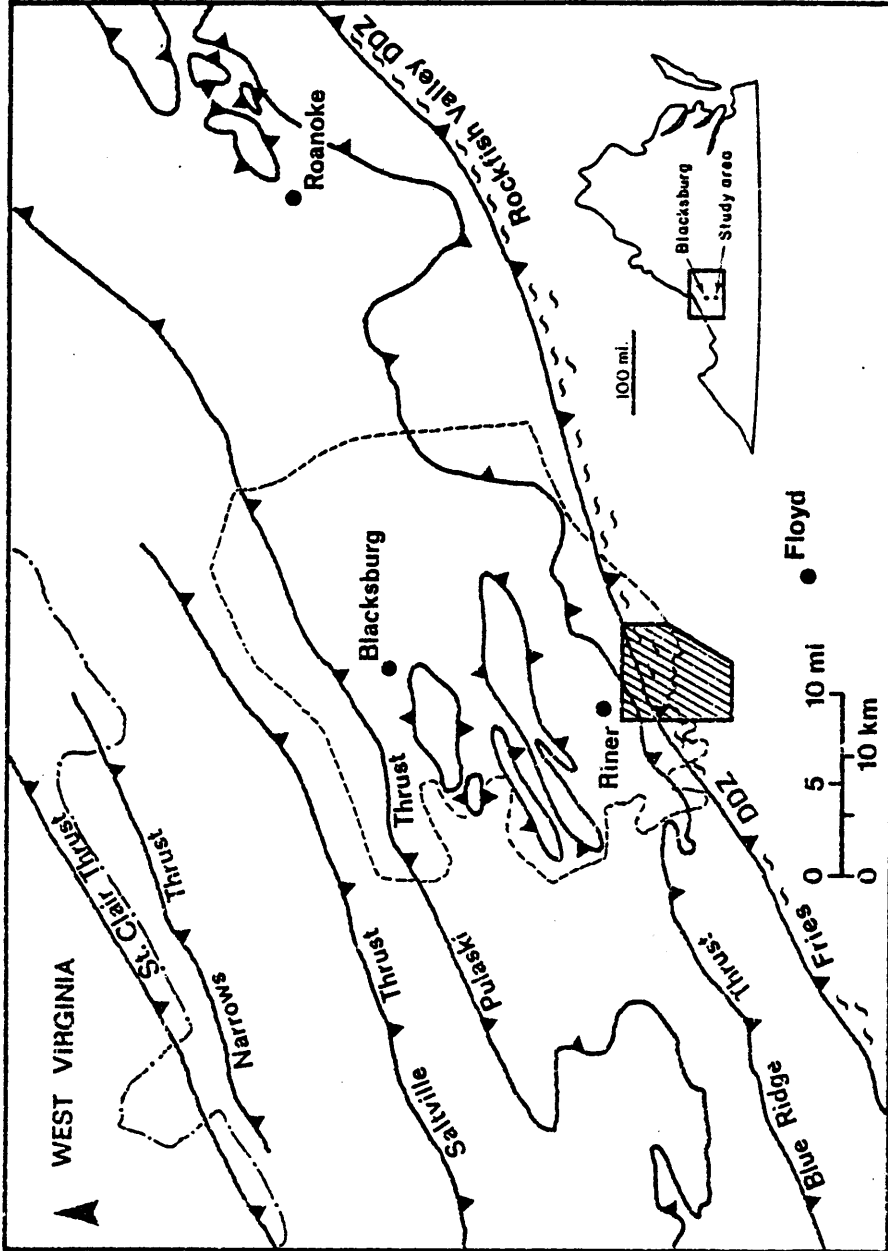 WEST VIRGINIA
St. Clair Thrust
Narrows Thrust
Saltville Thrust
Pulaski Thrust
Blacksburg
Roanoke
Rockfish Valley DDZ
Riner
Blue Ridge Thrust
Fries DDZ
Floyd
0 5 10 mi
0 10 km
100 mi.
Blacksburg
Study area